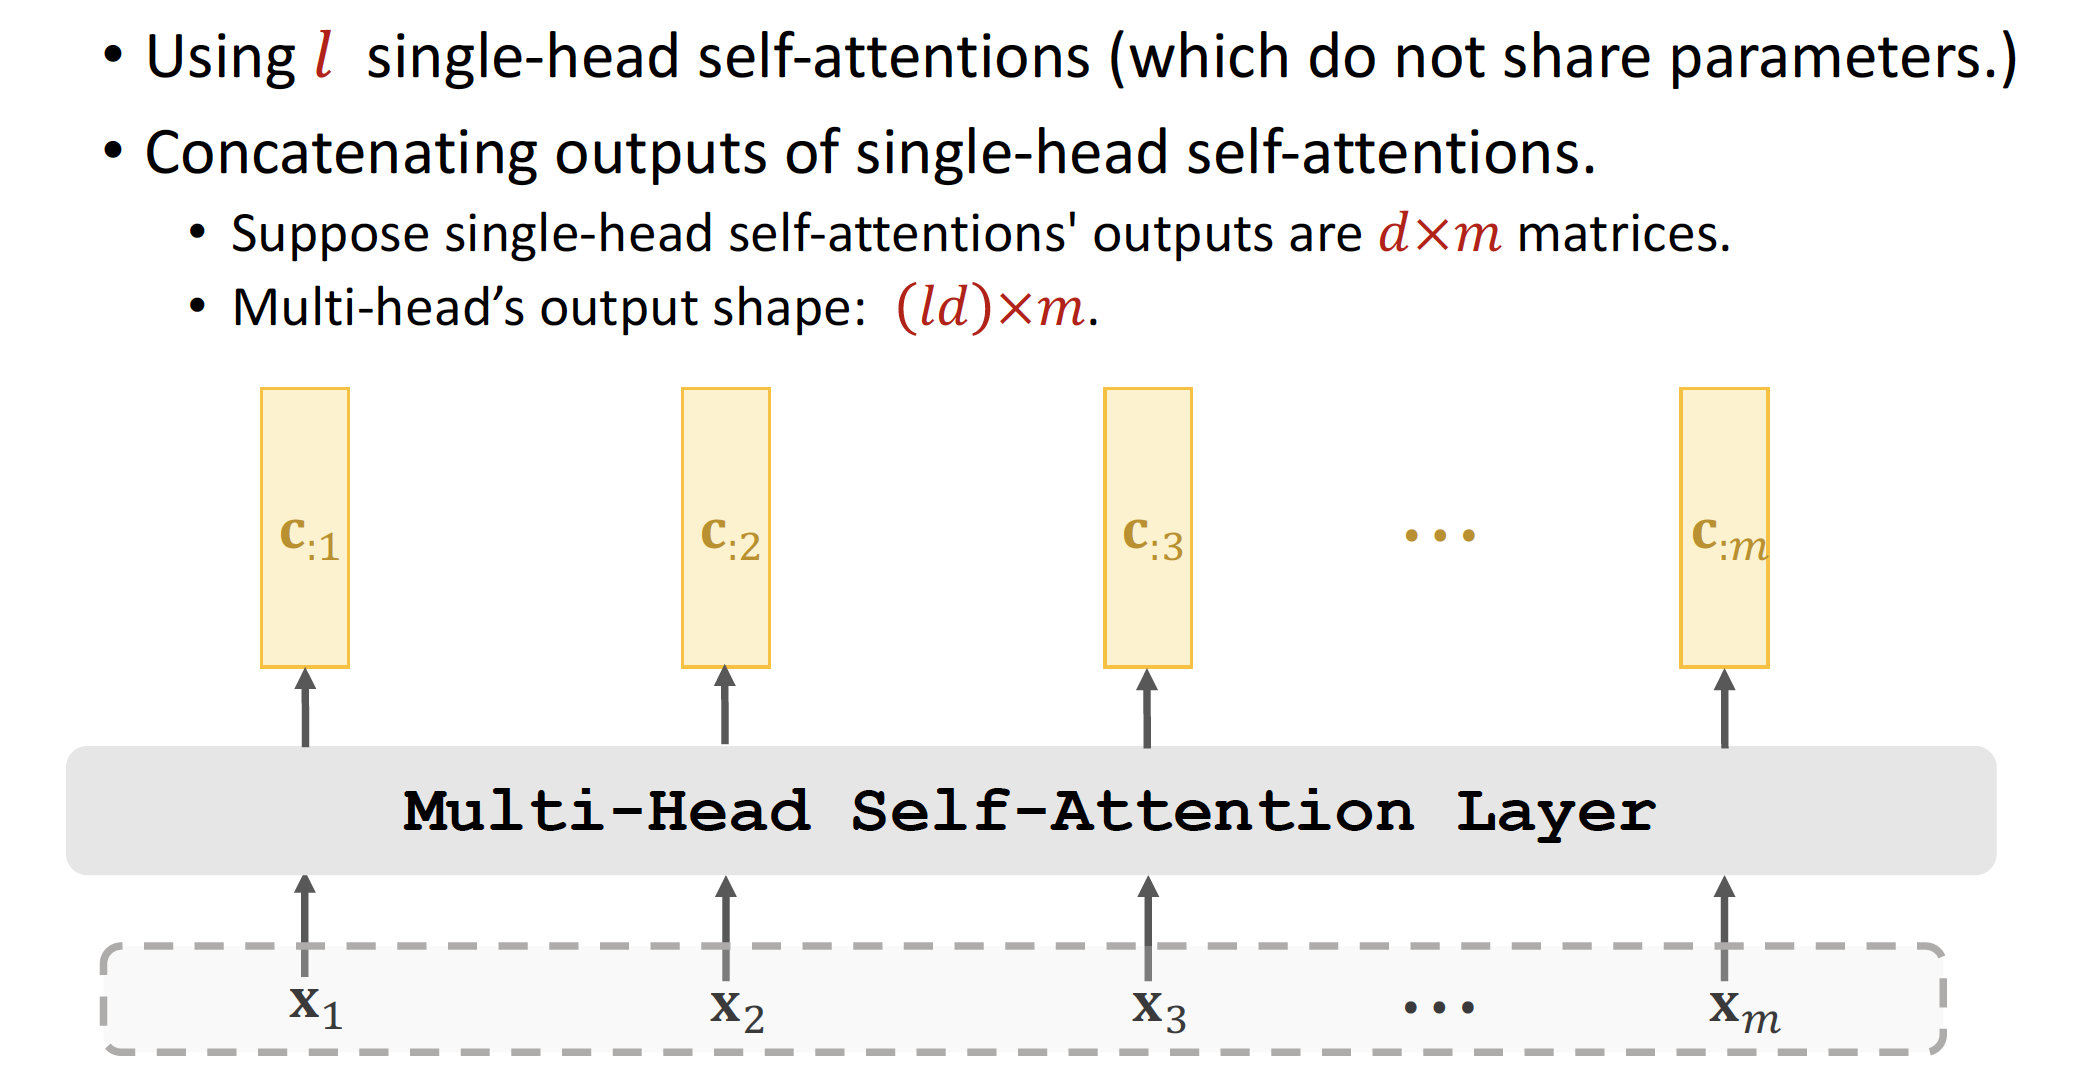 • Using l single-head self-attentions (which do not share parameters.)
• Concatenating outputs of single-head self-attentions.
• Suppose single-head self-attentions' outputs are d×m matrices.
• Multi-head’s output shape: (ld)×m.
c:1 c:2 c:3 ··· c:m
Multi-Head Self-Attention Layer
x1 x2 x3 ··· xm